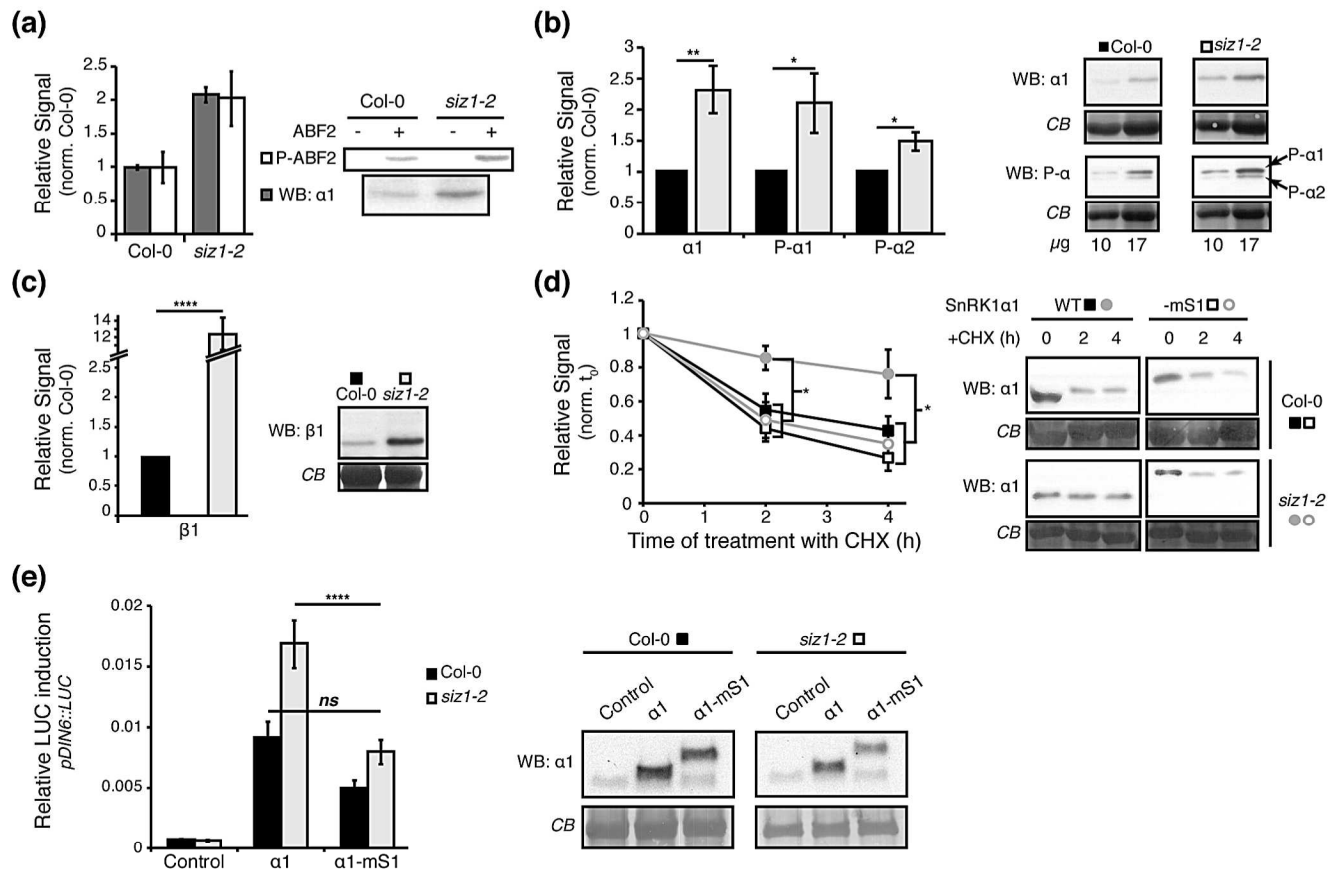 (a)
Relative Signal
(norm. Col-0)
2.5
2
1.5
1
0.5
0
Col-0
siz1-2
Col-0
siz1-2
ABF2
-
+
-
+
P-ABF2
WB: α1
(b)
Relative Signal
(norm. Col-0)
3
2.5
2
1.5
1
0.5
0
**
*
*
α1
P-α1
P-α2
Col-0
siz1-2
WB: α1
CB
WB: P-α
P-α1
P-α2
CB
µg
10
17
10
17
(c)
Relative Signal
(norm. Col-0)
14
12
2.5
2
1.5
1
0.5
0
****
β1
Col-0
siz1-2
WB: β1
CB
(d)
Relative Signal
(norm. t0)
1.2
1
0.8
0.6
0.4
0.2
0
*
*
0
1
2
3
4
Time of treatment with CHX (h)
SnRK1α1
WT
-mS1
+CHX (h)
0
2
4
0
2
4
WB: α1
CB
Col-0
WB: α1
CB
siz1-2
(e)
Relative LUC induction
pDIN6::LUC
0.02
0.015
0.01
0.005
0
****
ns
Control
α1
α1-mS1
Col-0
siz1-2
Col-0
siz1-2
Control
α1
α1-mS1
Control
α1
α1-mS1
WB: α1
CB